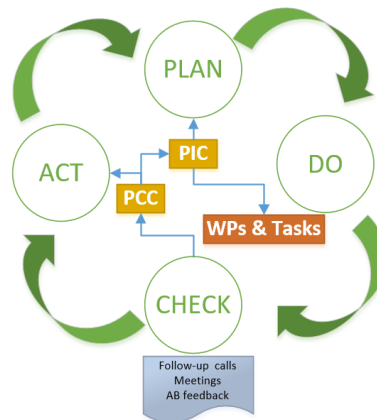 PLAN
PIC
ACT
DO
PCC
WPs & Tasks
CHECK
Follow-up calls
Meetings
AB feedback